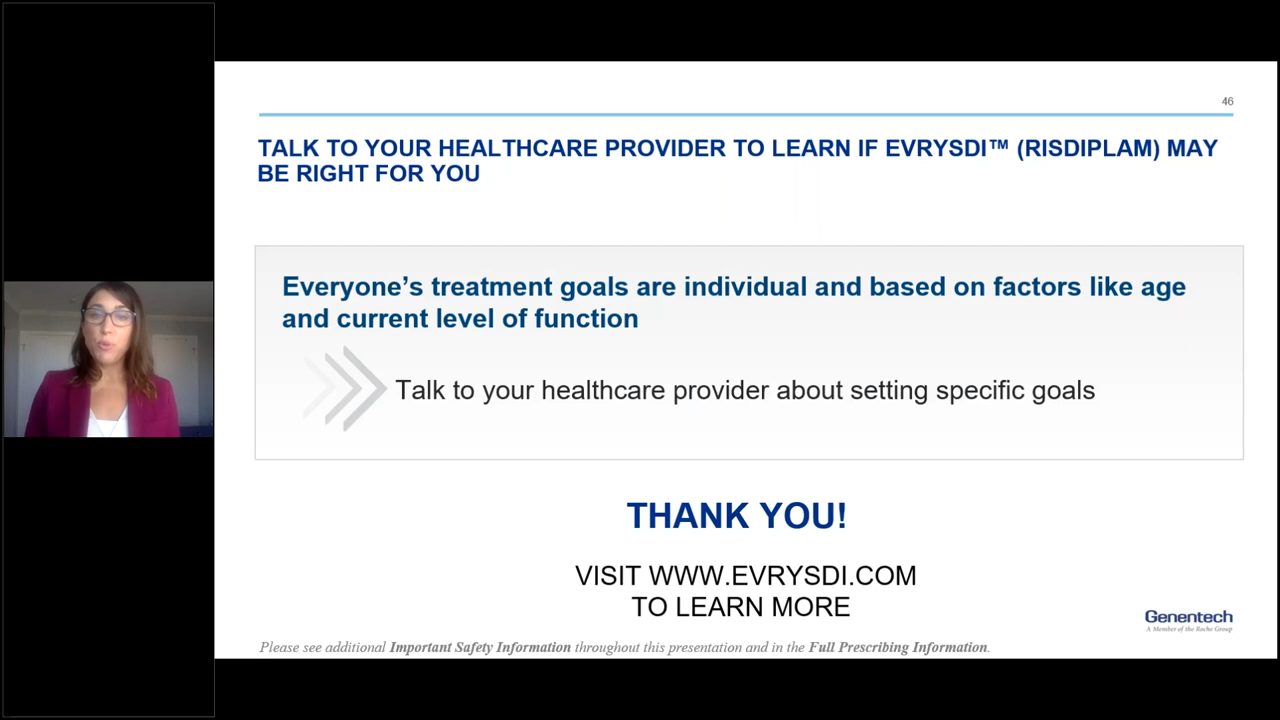 46
TALK TO YOUR HEALTHCARE PROVIDER TO LEARN IF EVRYSDI™ (RISDIPLAM) MAY
BE RIGHT FOR YOU
Everyone’s treatment goals are individual and based on factors like age
and current level of function
Talk to your healthcare provider about setting specific goals
THANK YOU!
VISIT WWW.EVRYSDI.COM
TO LEARN MORE
Genentech
A Member of the Roche Group
Please see additional Important Safety Information throughout this presentation and in the Full Prescribing Information.